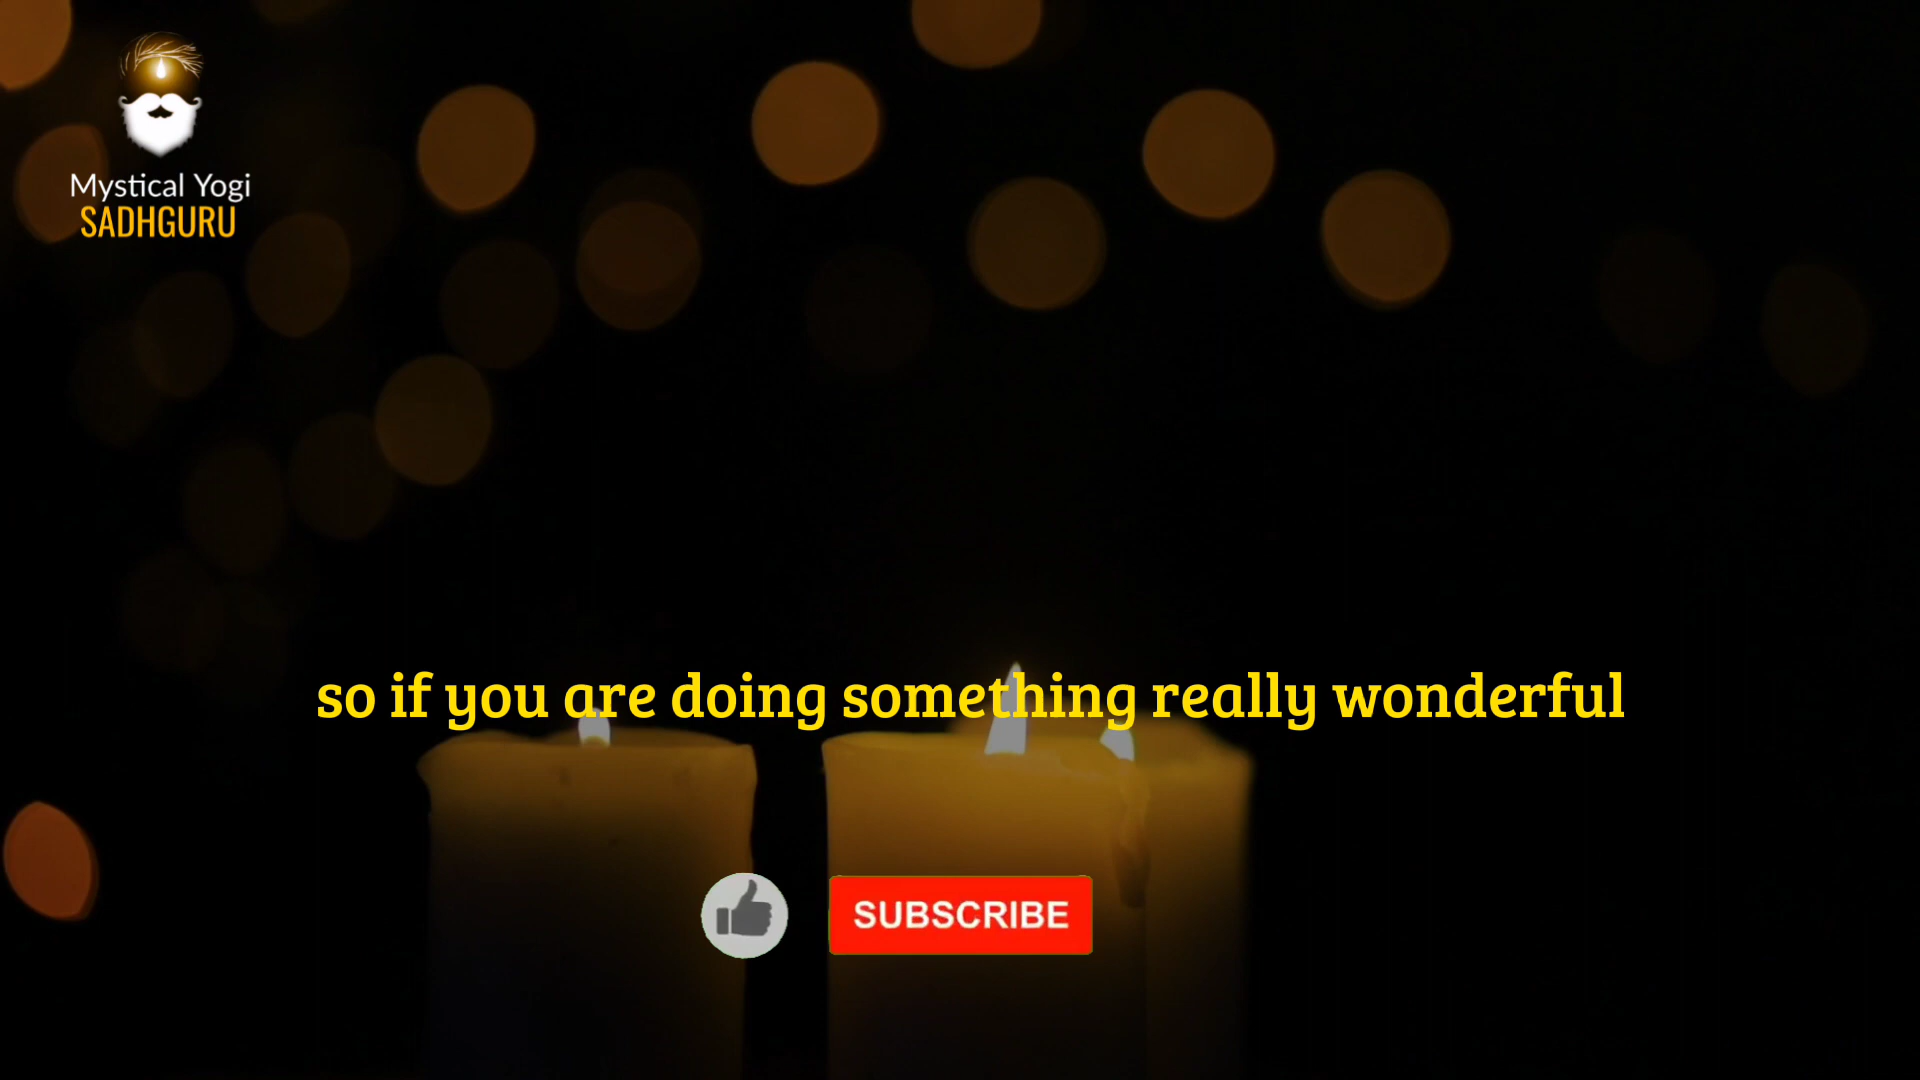 Mystical Yogi
SADHGURU
so if you are doing something really wonderful
SUBSCRIBE